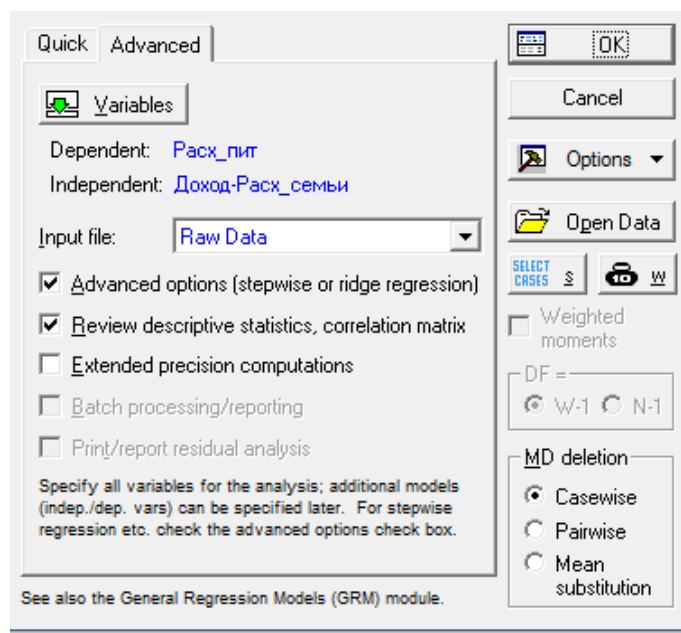 Quick
Advanced
Variables
Dependent: Расх_пит
Independent: Доход-Расх_семьи
Input file: Raw Data
Advanced options (stepwise or ridge regression)
Review descriptive statistics, correlation matrix
Extended precision computations
Batch processing/reporting
Print/report residual analysis
Specify all variables for the analysis; additional models
(indep./dep. vars) can be specified later. For stepwise
regression etc. check the advanced options check box.
See also the General Regression Models (GRM) module.
OK
Cancel
Options
Open Data
SELECT
CASES
S
W
Weighted
moments
DF =
W-1 N-1
MD deletion
Casewise
Pairwise
Mean
substitution